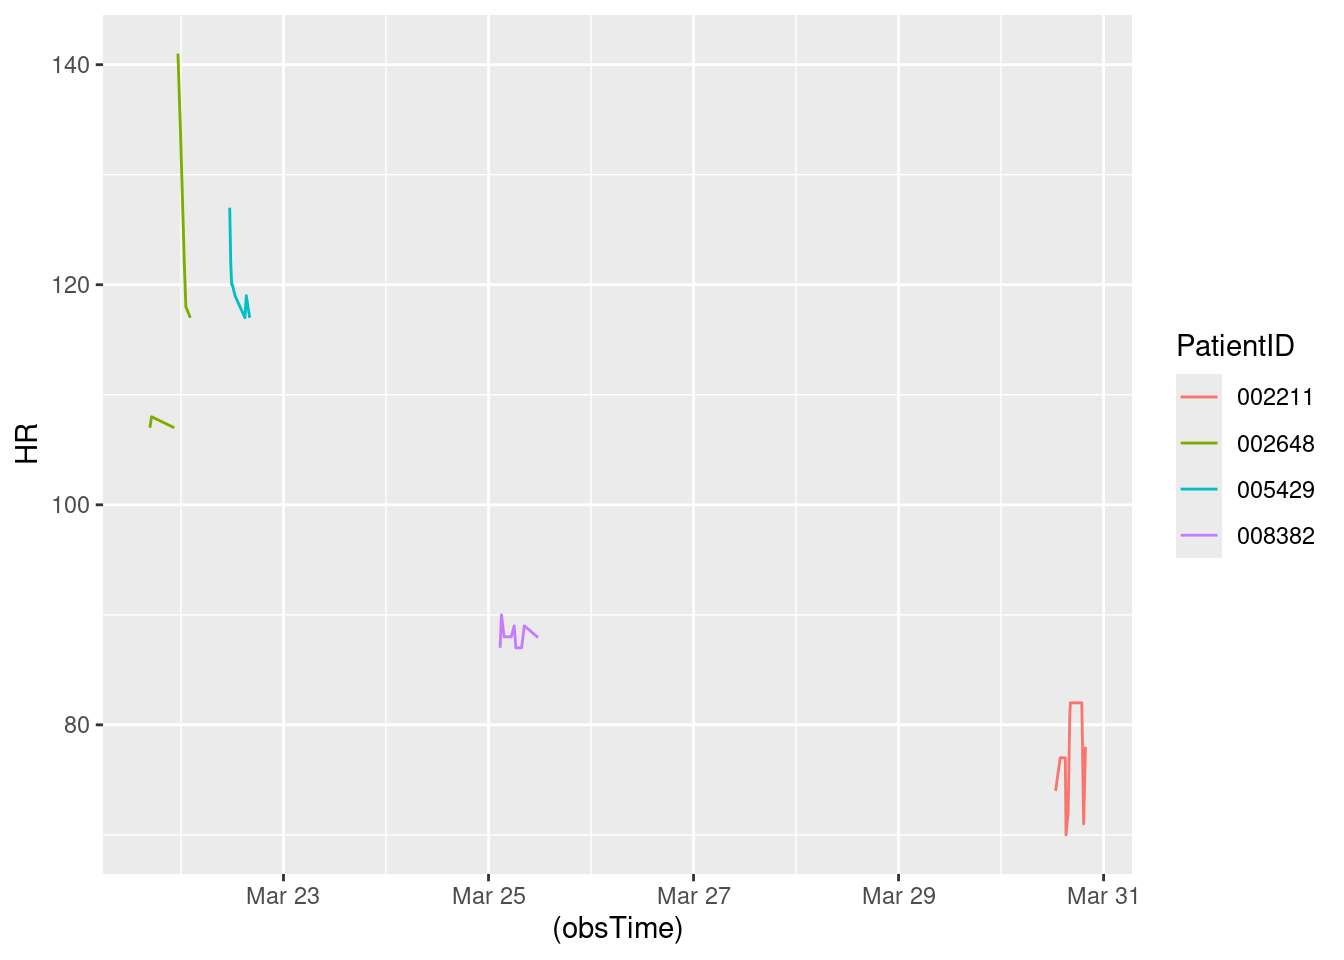 140
120
100
80
HR
Mar 23
Mar 25
Mar 27
Mar 29
Mar 31
(obsTime)
PatientID
002211
002648
005429
008382